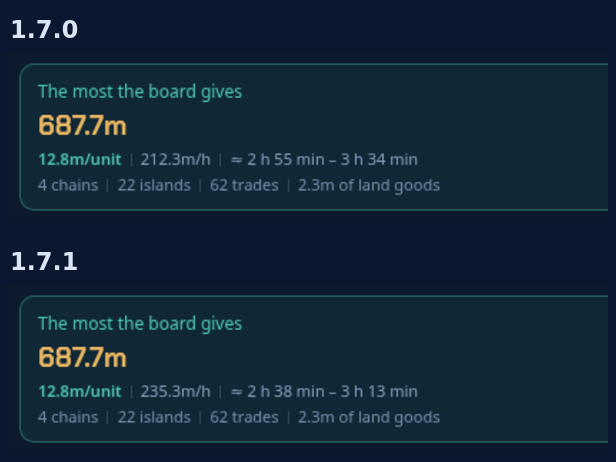 1.7.0
The most the board gives
687.7m
12.8m/unit | 212.3m/h | ≈ 2 h 55 min – 3 h 34 min
4 chains | 22 islands | 62 trades | 2.3m of land goods
1.7.1
The most the board gives
687.7m
12.8m/unit | 235.3m/h | ≈ 2 h 38 min – 3 h 13 min
4 chains | 22 islands | 62 trades | 2.3m of land goods